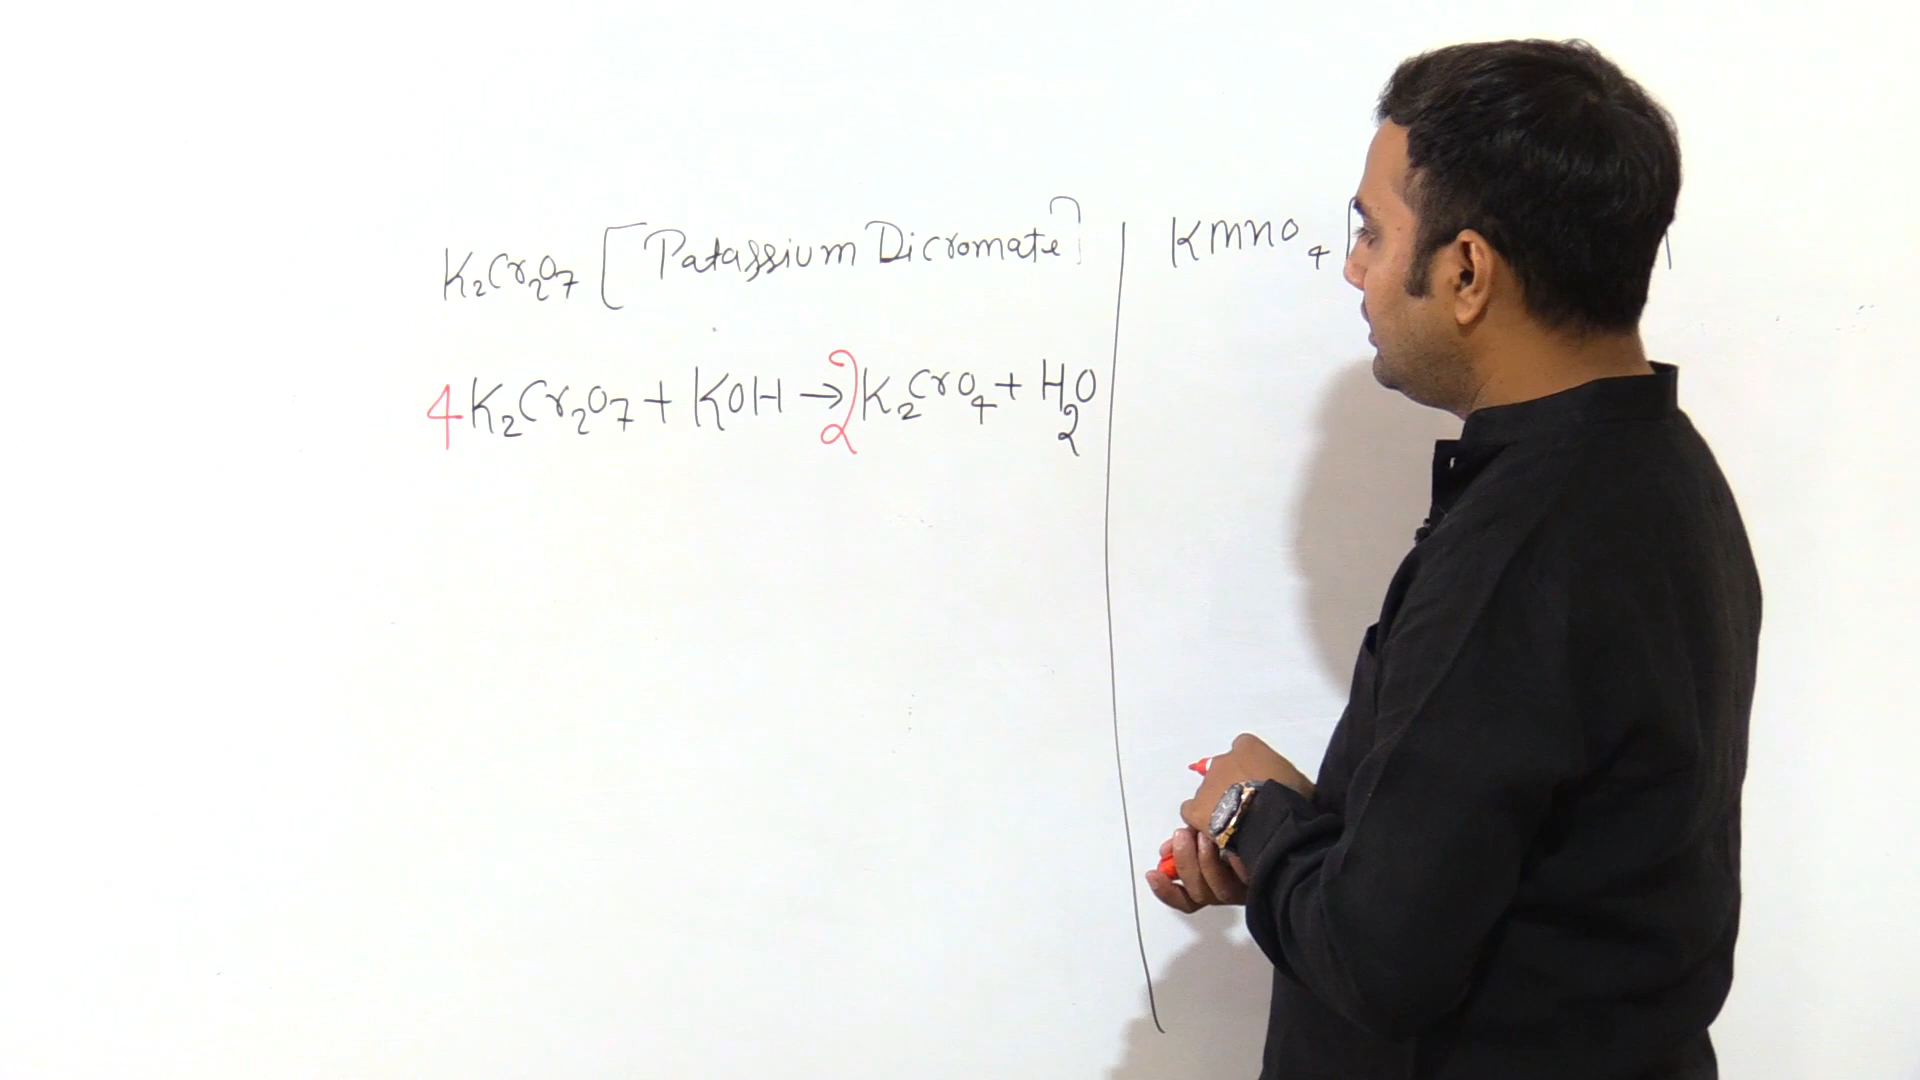 K₂Cr₂O₇ [Patassium Dicromate]
4K₂Cr₂O₇ + KOH → 2K₂CrO₄ + H₂O
KMnO₄ [